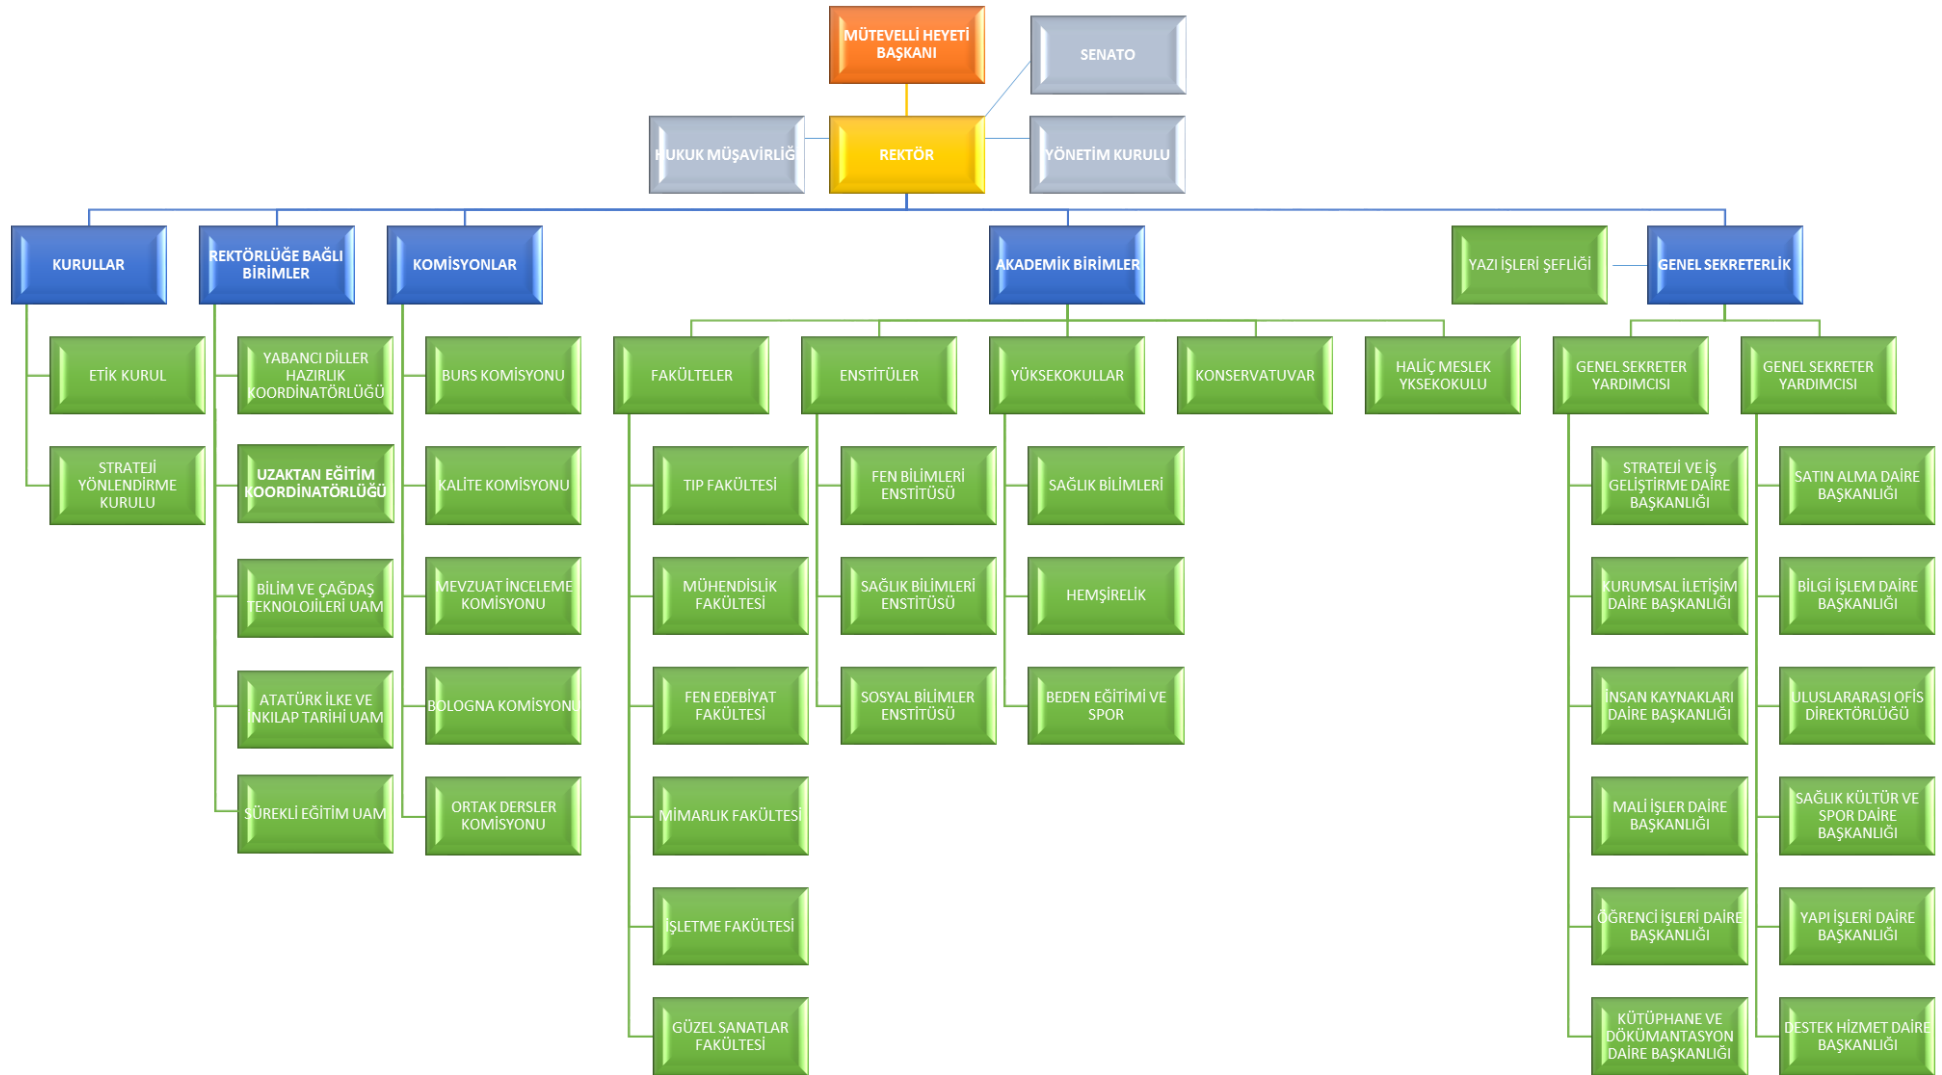 MÜTEVELLİ HEYETİ
BAŞKANI
SENATO
HUKUK MÜŞAVİRLİĞİ
REKTÖR
YÖNETİM KURULU
KURULLAR
REKTÖRLÜĞE BAĞLI
BİRİMLER
KOMİSYONLAR
AKADEMİK BİRİMLER
YAZI İŞLERİ ŞEFLİĞİ
GENEL SEKRETERLİK
ETİK KURUL
STRATEJİ
YÖNLENDİRME
KURULU
YABANCI DİLLER
HAZIRLIK
KOORDİNATÖRLÜĞÜ
UZAKTAN EĞİTİM
KOORDİNATÖRLÜĞÜ
BİLİM VE ÇAĞDAŞ
TEKNOLOJİLERİ UAM
ATATÜRK İLKE VE
İNKILAP TARİHİ UAM
SÜREKLİ EĞİTİM UAM
BURS KOMİSYONU
KALİTE KOMİSYONU
MEVZUAT İNCELEME
KOMİSYONU
BOLOGNA KOMİSYONU
ORTAK DERSLER
KOMİSYONU
FAKÜLTELER
TIP FAKÜLTESİ
MÜHENDİSLİK
FAKÜLTESİ
FEN EDEBİYAT
FAKÜLTESİ
MİMARLIK FAKÜLTESİ
İŞLETME FAKÜLTESİ
GÜZEL SANATLAR
FAKÜLTESİ
ENSTİTÜLER
FEN BİLİMLERİ
ENSTİTÜSÜ
SAĞLIK BİLİMLERİ
ENSTİTÜSÜ
SOSYAL BİLİMLER
ENSTİTÜSÜ
YÜKSEKOKULLAR
SAĞLIK BİLİMLERİ
HEMŞİRELİK
BEDEN EĞİTİMİ VE
SPOR
KONSERVATUVAR
HALİÇ MESLEK
YKSEKOKULU
GENEL SEKRETER
YARDIMCISI
STRATEJİ VE İŞ
GELİŞTİRME DAİRE
BAŞKANLIĞI
KURUMSAL İLETİŞİM
DAİRE BAŞKANLIĞI
İNSAN KAYNAKLARI
DAİRE BAŞKANLIĞI
MALİ İŞLER DAİRE
BAŞKANLIĞI
ÖĞRENCİ İŞLERİ DAİRE
BAŞKANLIĞI
KÜTÜPHANE VE
DÖKÜMANTASYON
DAİRE BAŞKANLIĞI
GENEL SEKRETER
YARDIMCISI
SATIN ALMA DAİRE
BAŞKANLIĞI
BİLGİ İŞLEM DAİRE
BAŞKANLIĞI
ULUSLARARASI OFİS
DİREKTÖRLÜĞÜ
SAĞLIK KÜLTÜR VE
SPOR DAİRE
BAŞKANLIĞI
YAPI İŞLERİ DAİRE
BAŞKANLIĞI
DESTEK HİZMET DAİRE
BAŞKANLIĞI